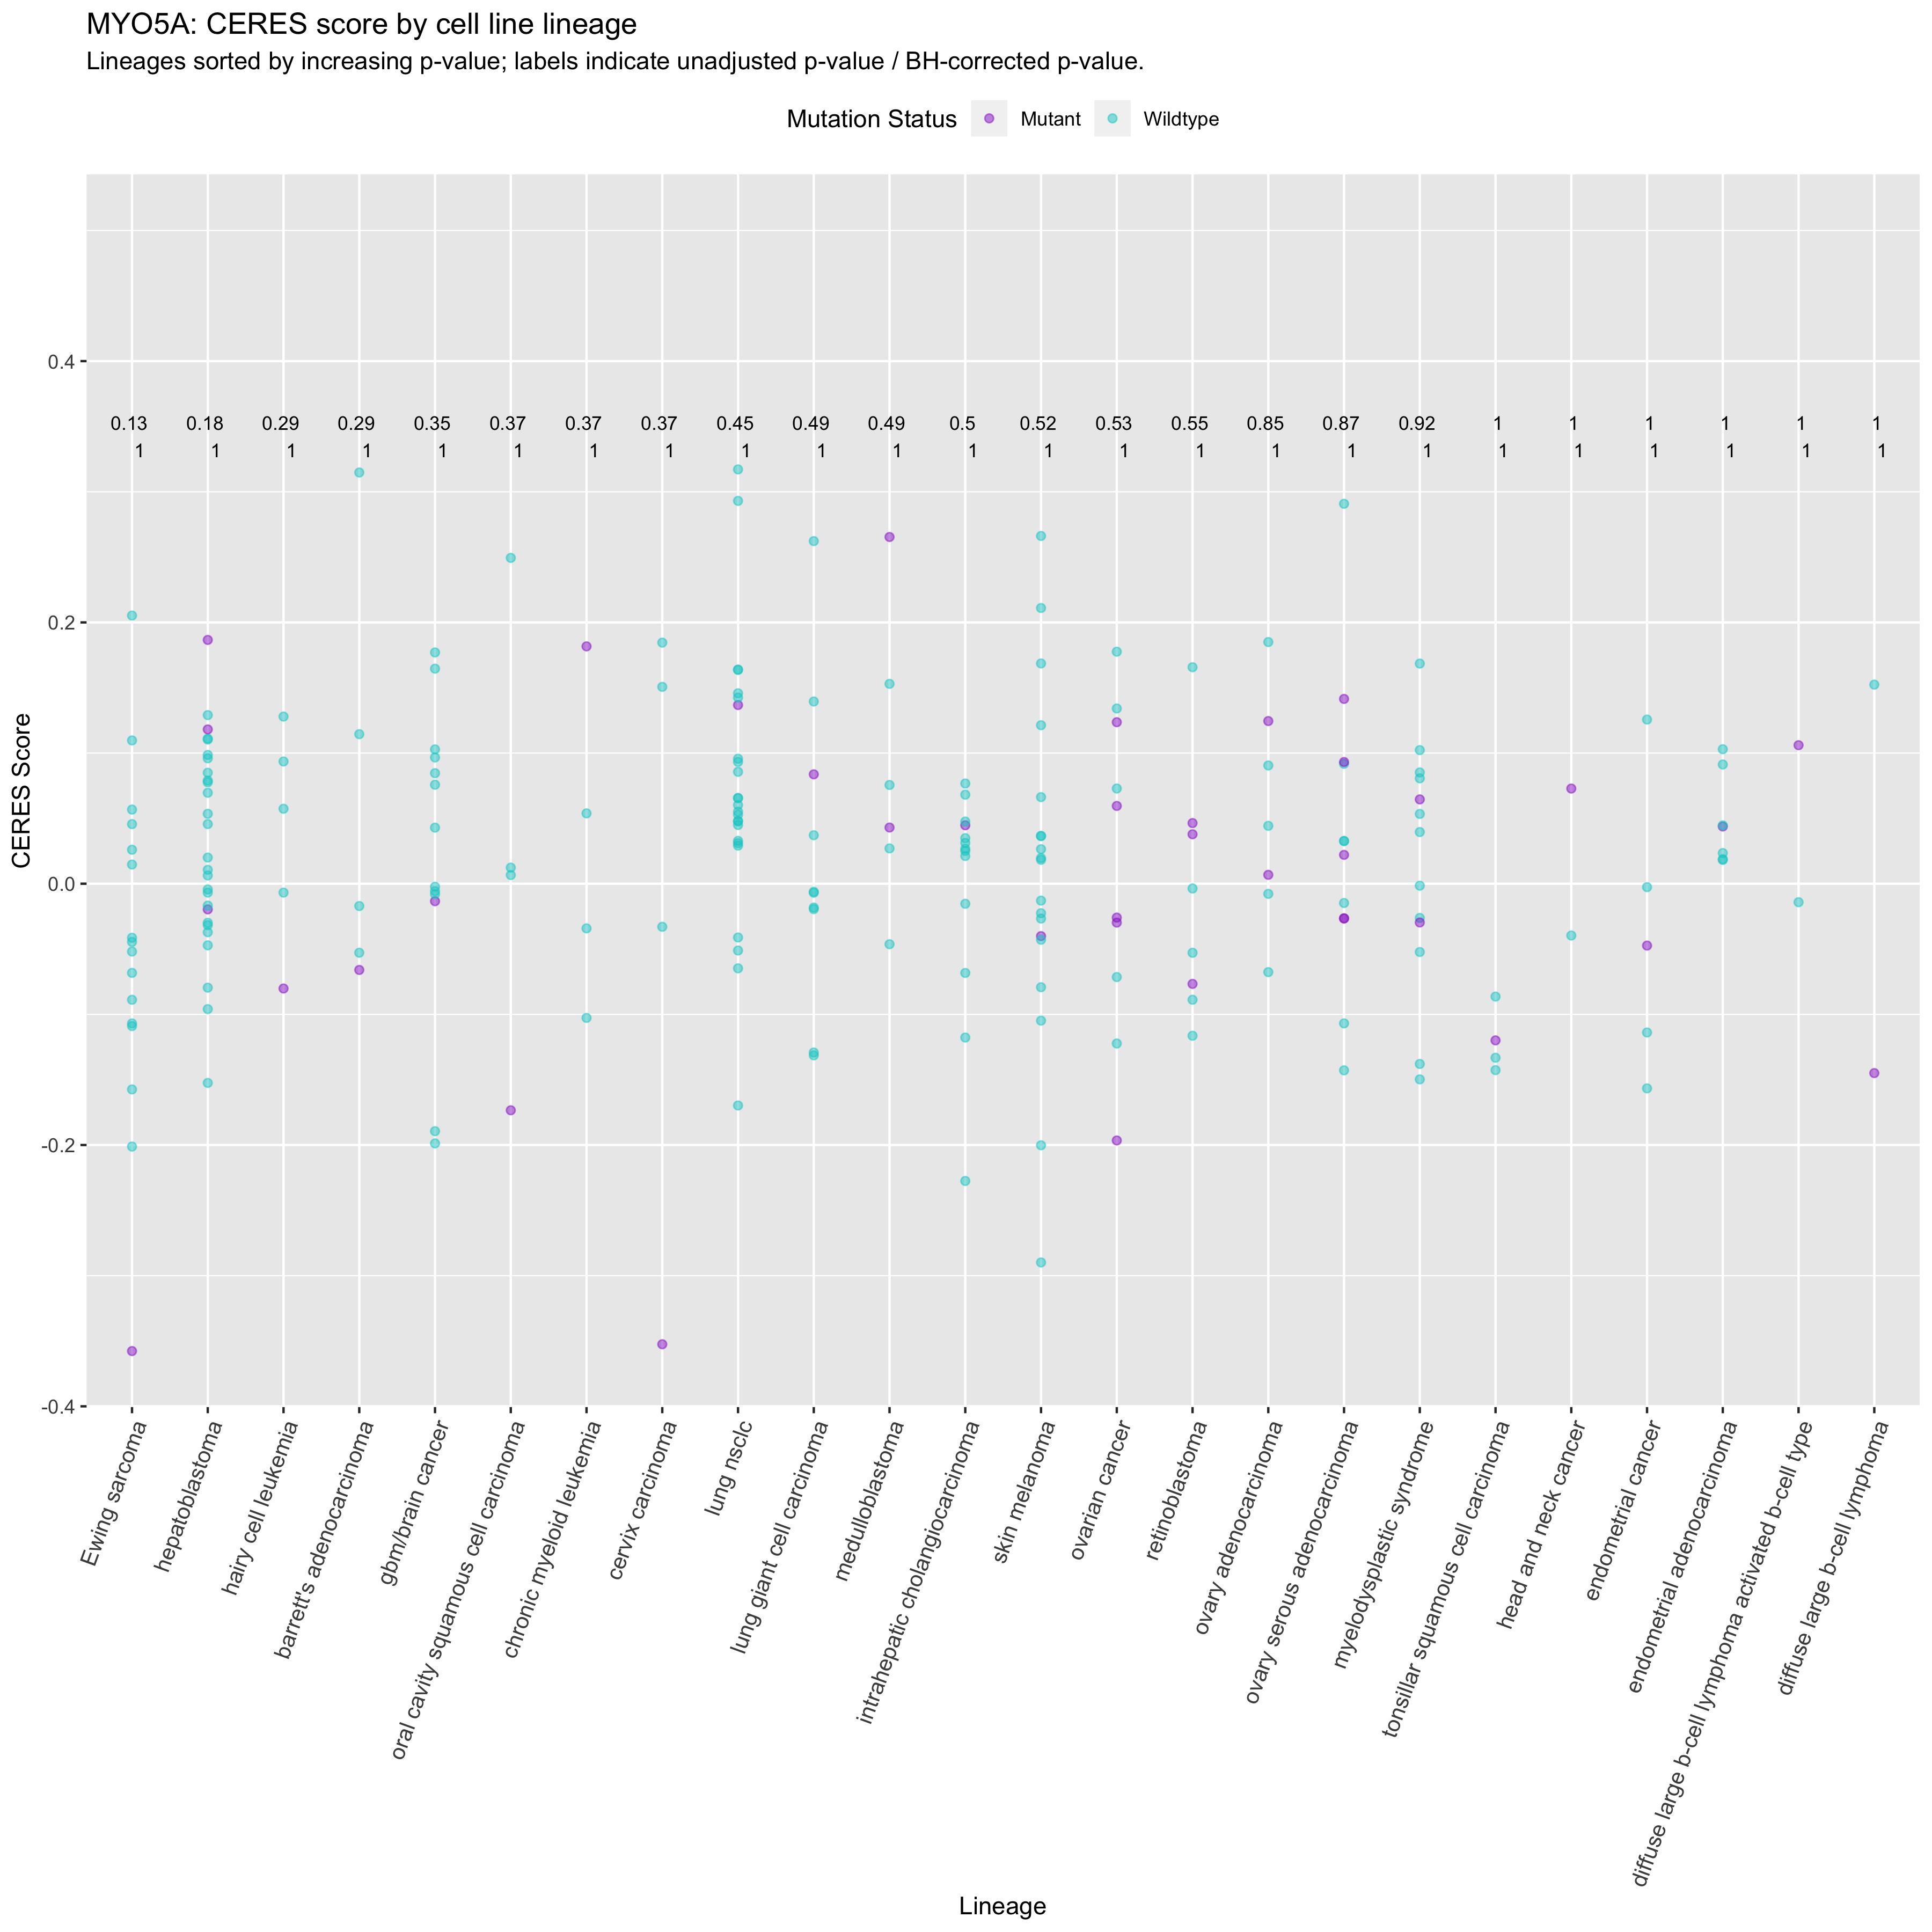 MYO5A: CERES score by cell line lineage
Lineages sorted by increasing p-value; labels indicate unadjusted p-value / BH-corrected p-value.
Mutation Status Mutant Wildtype
0.4
0.13 0.18 0.29 0.29 0.35 0.37 0.37 0.37 0.45 0.49 0.49 0.5 0.52 0.53 0.55 0.85 0.87 0.92 1 1 1 1 1 1
1 1 1 1 1 1 1 1 1 1 1 1 1 1 1 1 1 1 1 1 1 1 1 1
0.2
CERES Score
0.0
-0.2
-0.4
Ewing sarcoma
hepatoblastoma
hairy cell leukemia
barrett's adenocarcinoma
gbm/brain cancer
oral cavity squamous cell carcinoma
chronic myeloid leukemia
cervix carcinoma
lung nsclc
lung giant cell carcinoma
medulloblastoma
intrahepatic cholangiocarcinoma
skin melanoma
ovarian cancer
retinoblastoma
ovary adenocarcinoma
ovary serous adenocarcinoma
myelodysplastic syndrome
tonsillar squamous cell carcinoma
head and neck cancer
endometrial cancer
endometrial adenocarcinoma
diffuse large b-cell lymphoma activated b-cell type
diffuse large b-cell lymphoma
Lineage